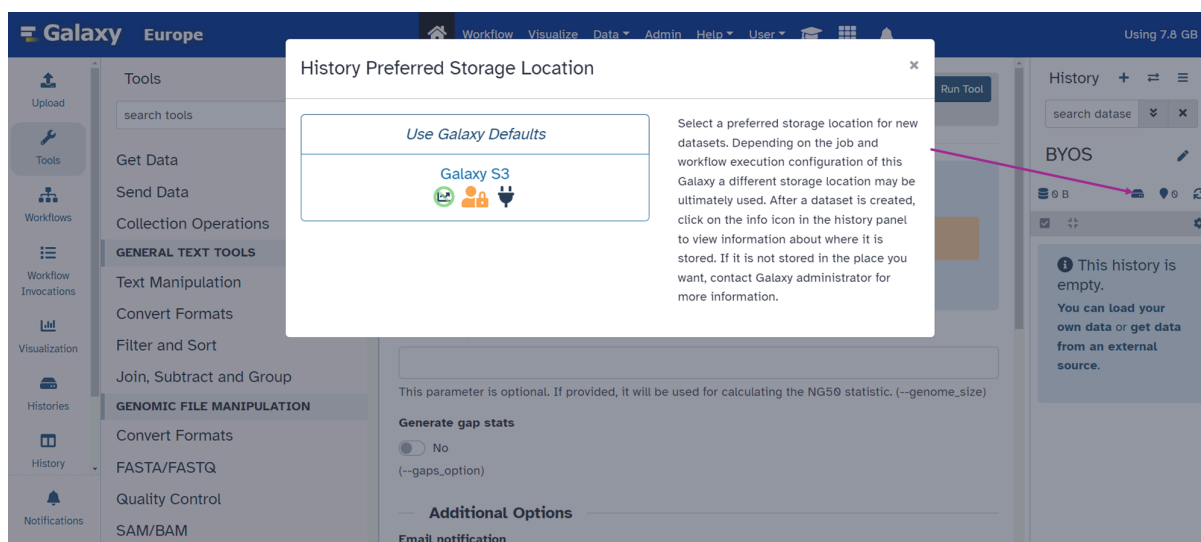 Galaxy Europe
Workflow Visualize Data Admin Help User
Using 7.8 GB
Upload
Tools
Workflows
Workflow
Invocations
Visualization
Histories
History
Notifications
Tools
search tools
Get Data
Send Data
Collection Operations
GENERAL TEXT TOOLS
Text Manipulation
Convert Formats
Filter and Sort
Join, Subtract and Group
GENOMIC FILE MANIPULATION
Convert Formats
FASTA/FASTQ
Quality Control
SAM/BAM
History Preferred Storage Location
×
Use Galaxy Defaults
Galaxy S3
Select a preferred storage location for new
datasets. Depending on the job and
workflow execution configuration of this
Galaxy a different storage location may be
ultimately used. After a dataset is created,
click on the info icon in the history panel
to view information about where it is
stored. If it is not stored in the place you
want, contact Galaxy administrator for
more information.
Run Tool
This parameter is optional. If provided, it will be used for calculating the NG50 statistic. (--genome_size)
Generate gap stats
No
(--gaps_option)
Additional Options
Email notification
History
search datase
BYOS
0 B
0
This history is
empty.
You can load your
own data or get data
from an external
source.